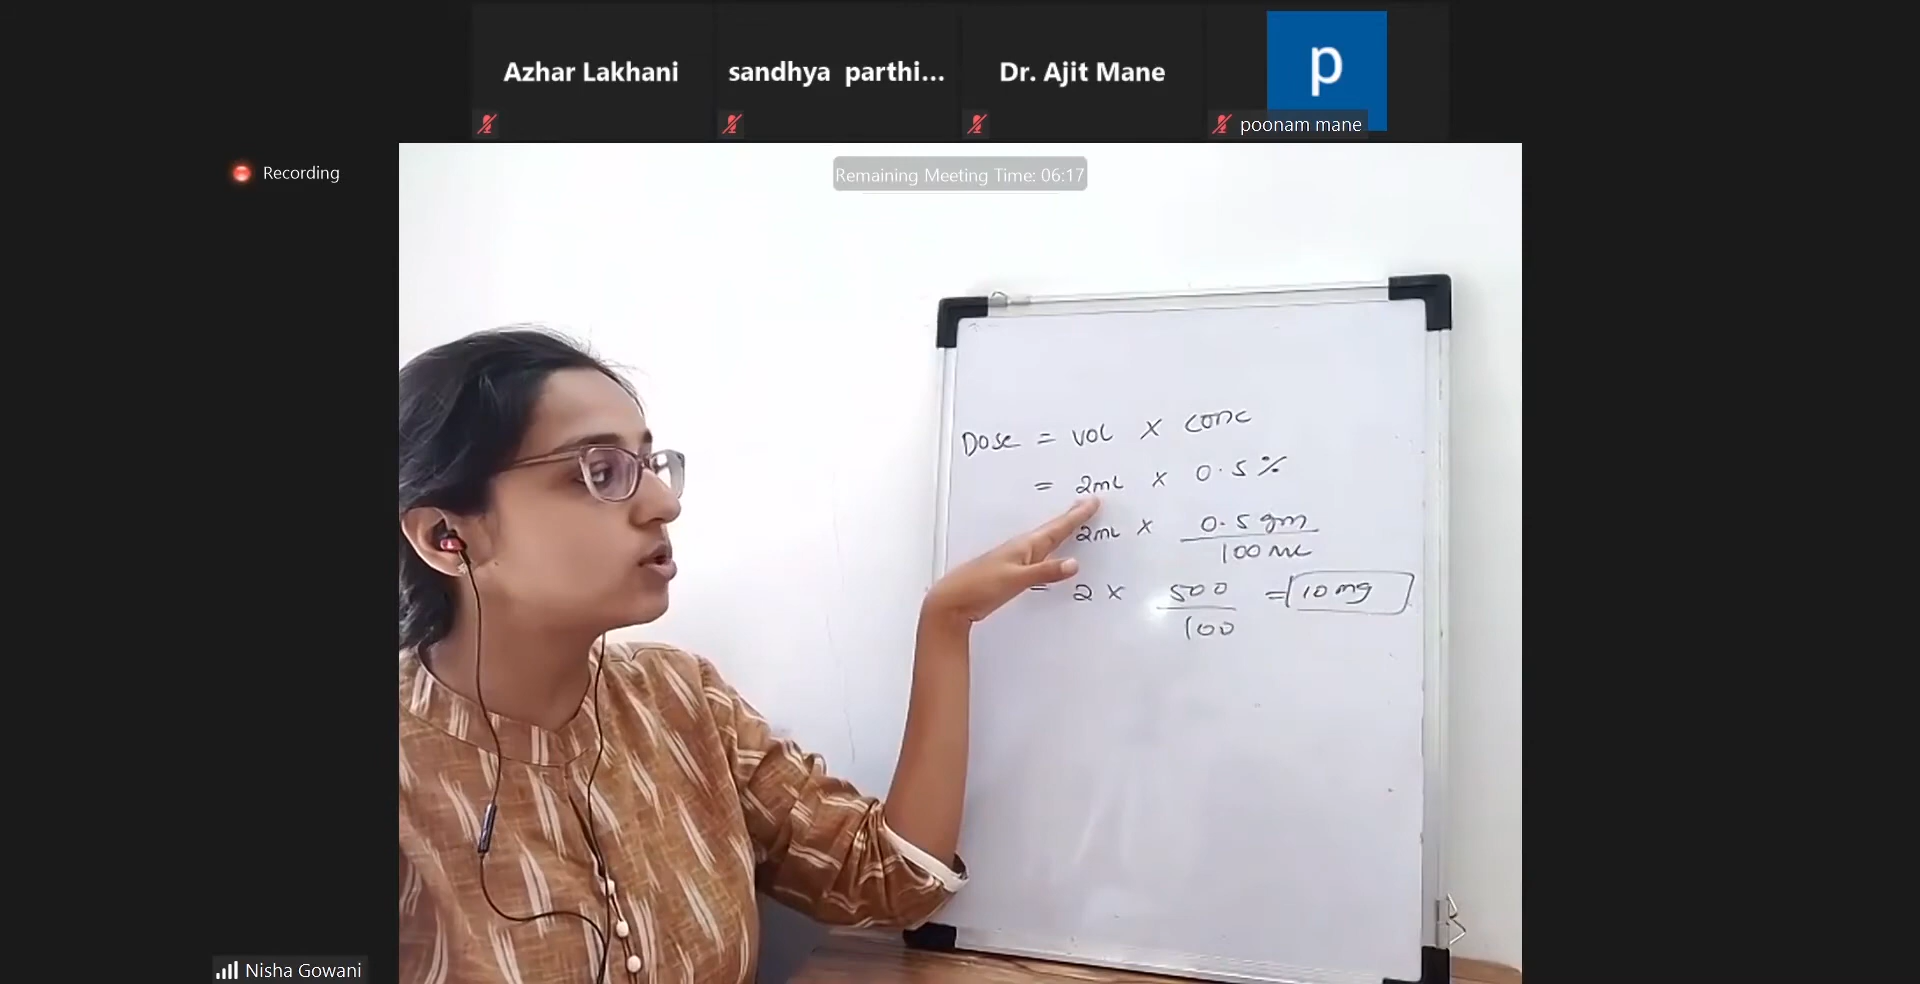 Azhar Lakhani
sandhya parthi...
Dr. Ajit Mane
p
poonam mane
Recording
Remaining Meeting Time: 06:17
Dose = vol x conc
= 2ml x 0.5%
2ml x 0.5 gm
100 ml
= 2 x 500 = 10 mg
100
Nisha Gowani